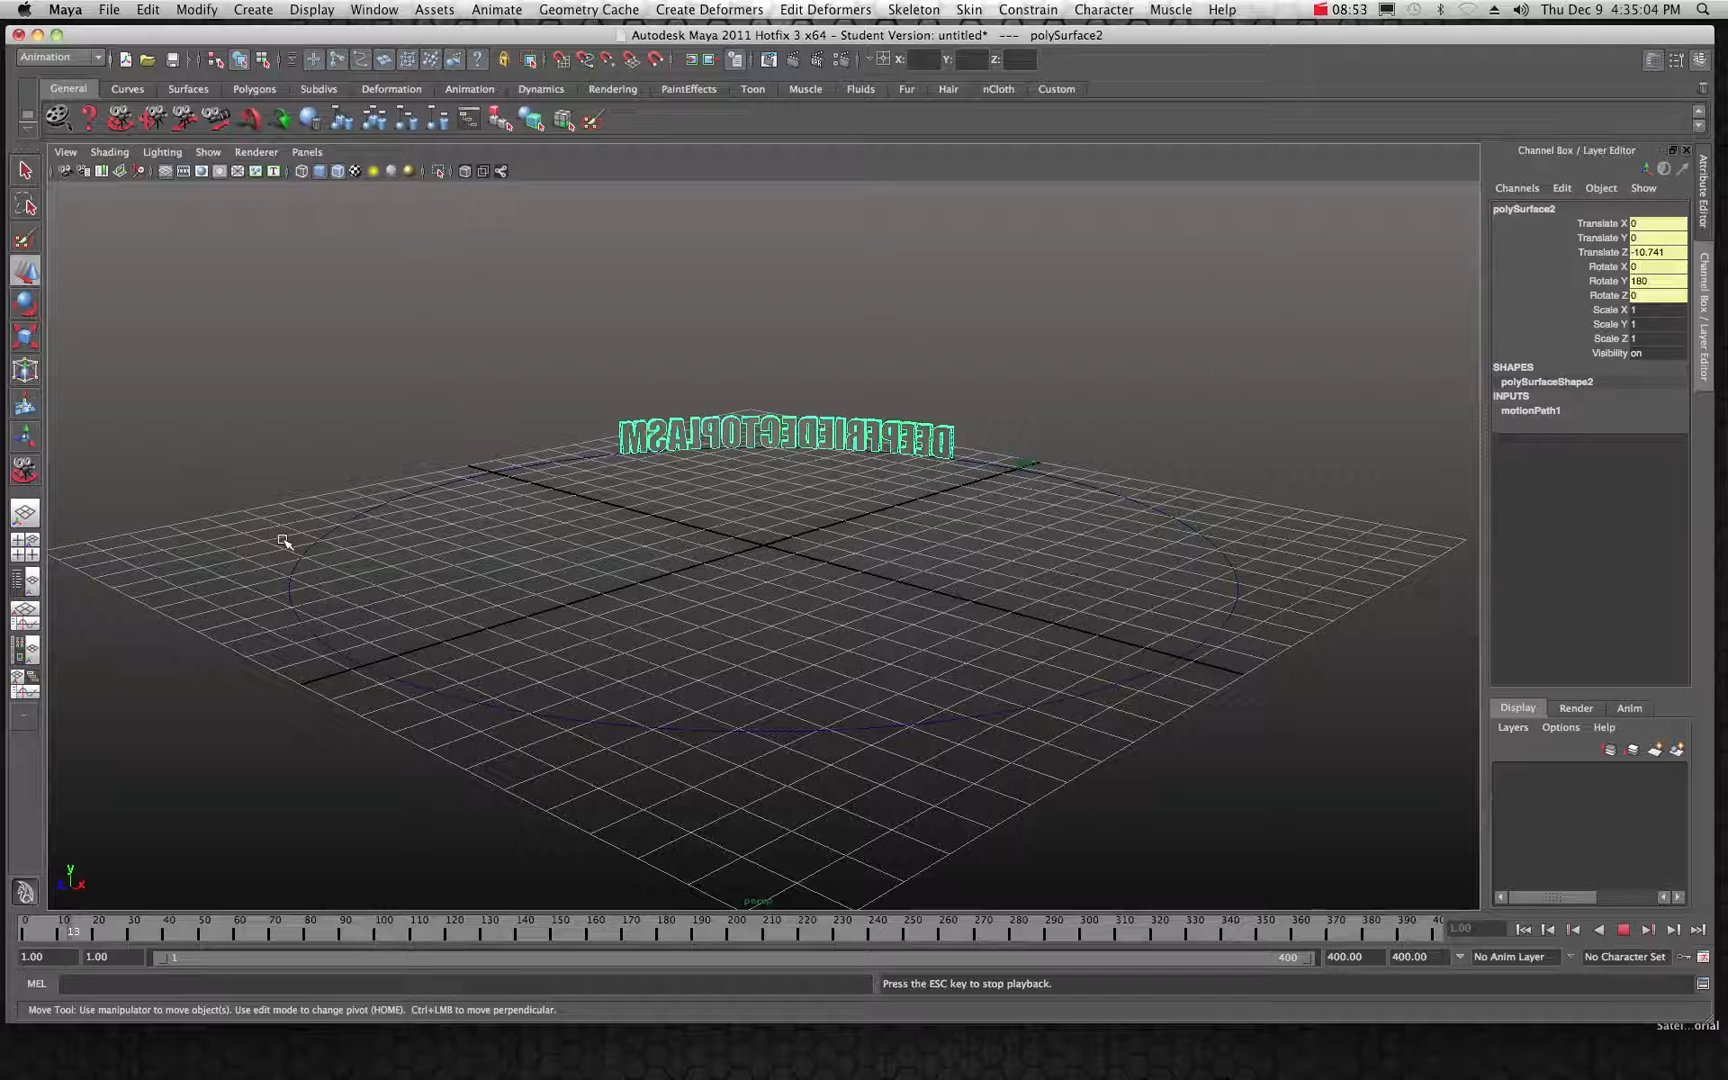 Maya File Edit Modify Create Display Window Assets Animate Geometry Cache Create Deformers Edit Deformers Skeleton Skin Constrain Character Muscle Help 08:53 Thu Dec 9 4:35:04 PM
Autodesk Maya 2011 Hotfix 3 x64 - Student Version: untitled* --- polySurface2
Animation X: Y: Z:
General Curves Surfaces Polygons Subdivs Deformation Animation Dynamics Rendering PaintEffects Toon Muscle Fluids Fur Hair nCloth Custom
View Shading Lighting Show Renderer Panels
Channel Box / Layer Editor
Channels Edit Object Show
polySurface2
Translate X 0
Translate Y 0
Translate Z -10.741
Rotate X 0
Rotate Y 180
Rotate Z 0
Scale X 1
Scale Y 1
Scale Z 1
Visibility on
SHAPES
polySurfaceShape2
INPUTS
motionPath1
Attribute Editor
Channel Box / Layer Editor
DEEPFRIEDECTOPLASM
Display Render Anim
Layers Options Help
y
x
persp
0 10 20 30 40 50 60 70 80 90 100 110 120 130 140 150 160 170 180 190 200 210 220 230 240 250 260 270 280 290 300 310 320 330 340 350 360 370 380 390 40
13
1.00
1.00 1.00 1 400 400.00 400.00 No Anim Layer No Character Set
MEL Press the ESC key to stop playback.
Move Tool: Use manipulator to move object(s). Use edit mode to change pivot (HOME). Ctrl+LMB to move perpendicular.
Satel...orial